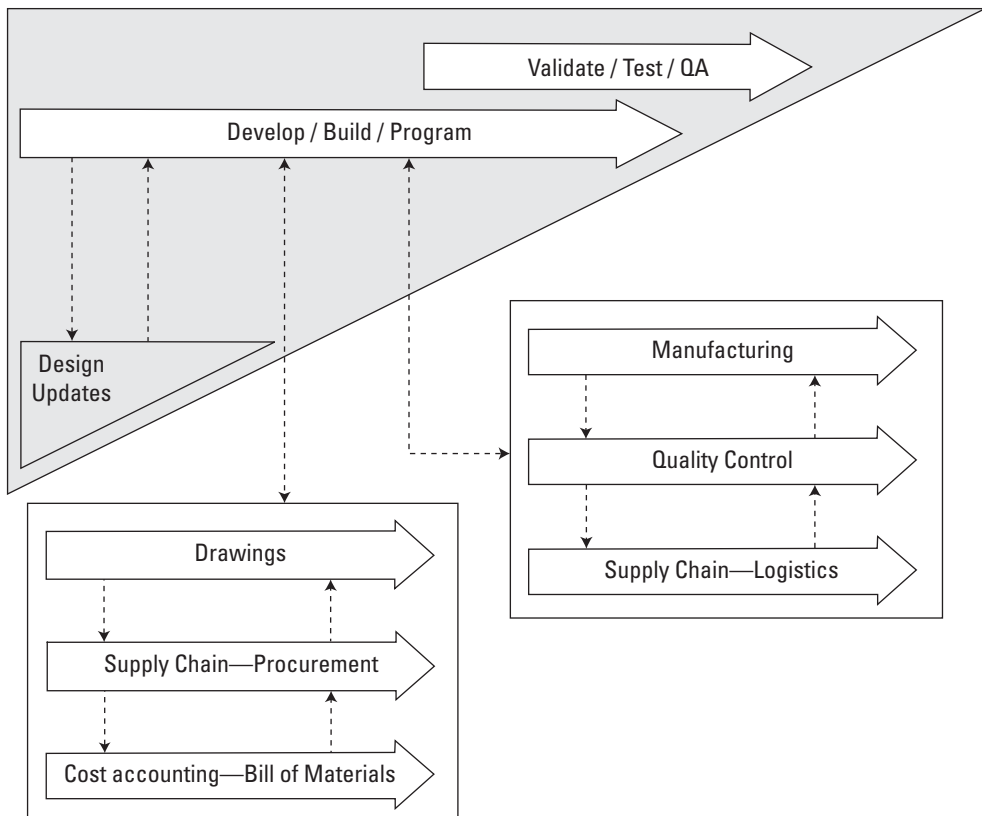 Validate / Test / QA
Develop / Build / Program
Design
Updates
Manufacturing
Quality Control
Supply Chain—Logistics
Drawings
Supply Chain—Procurement
Cost accounting—Bill of Materials